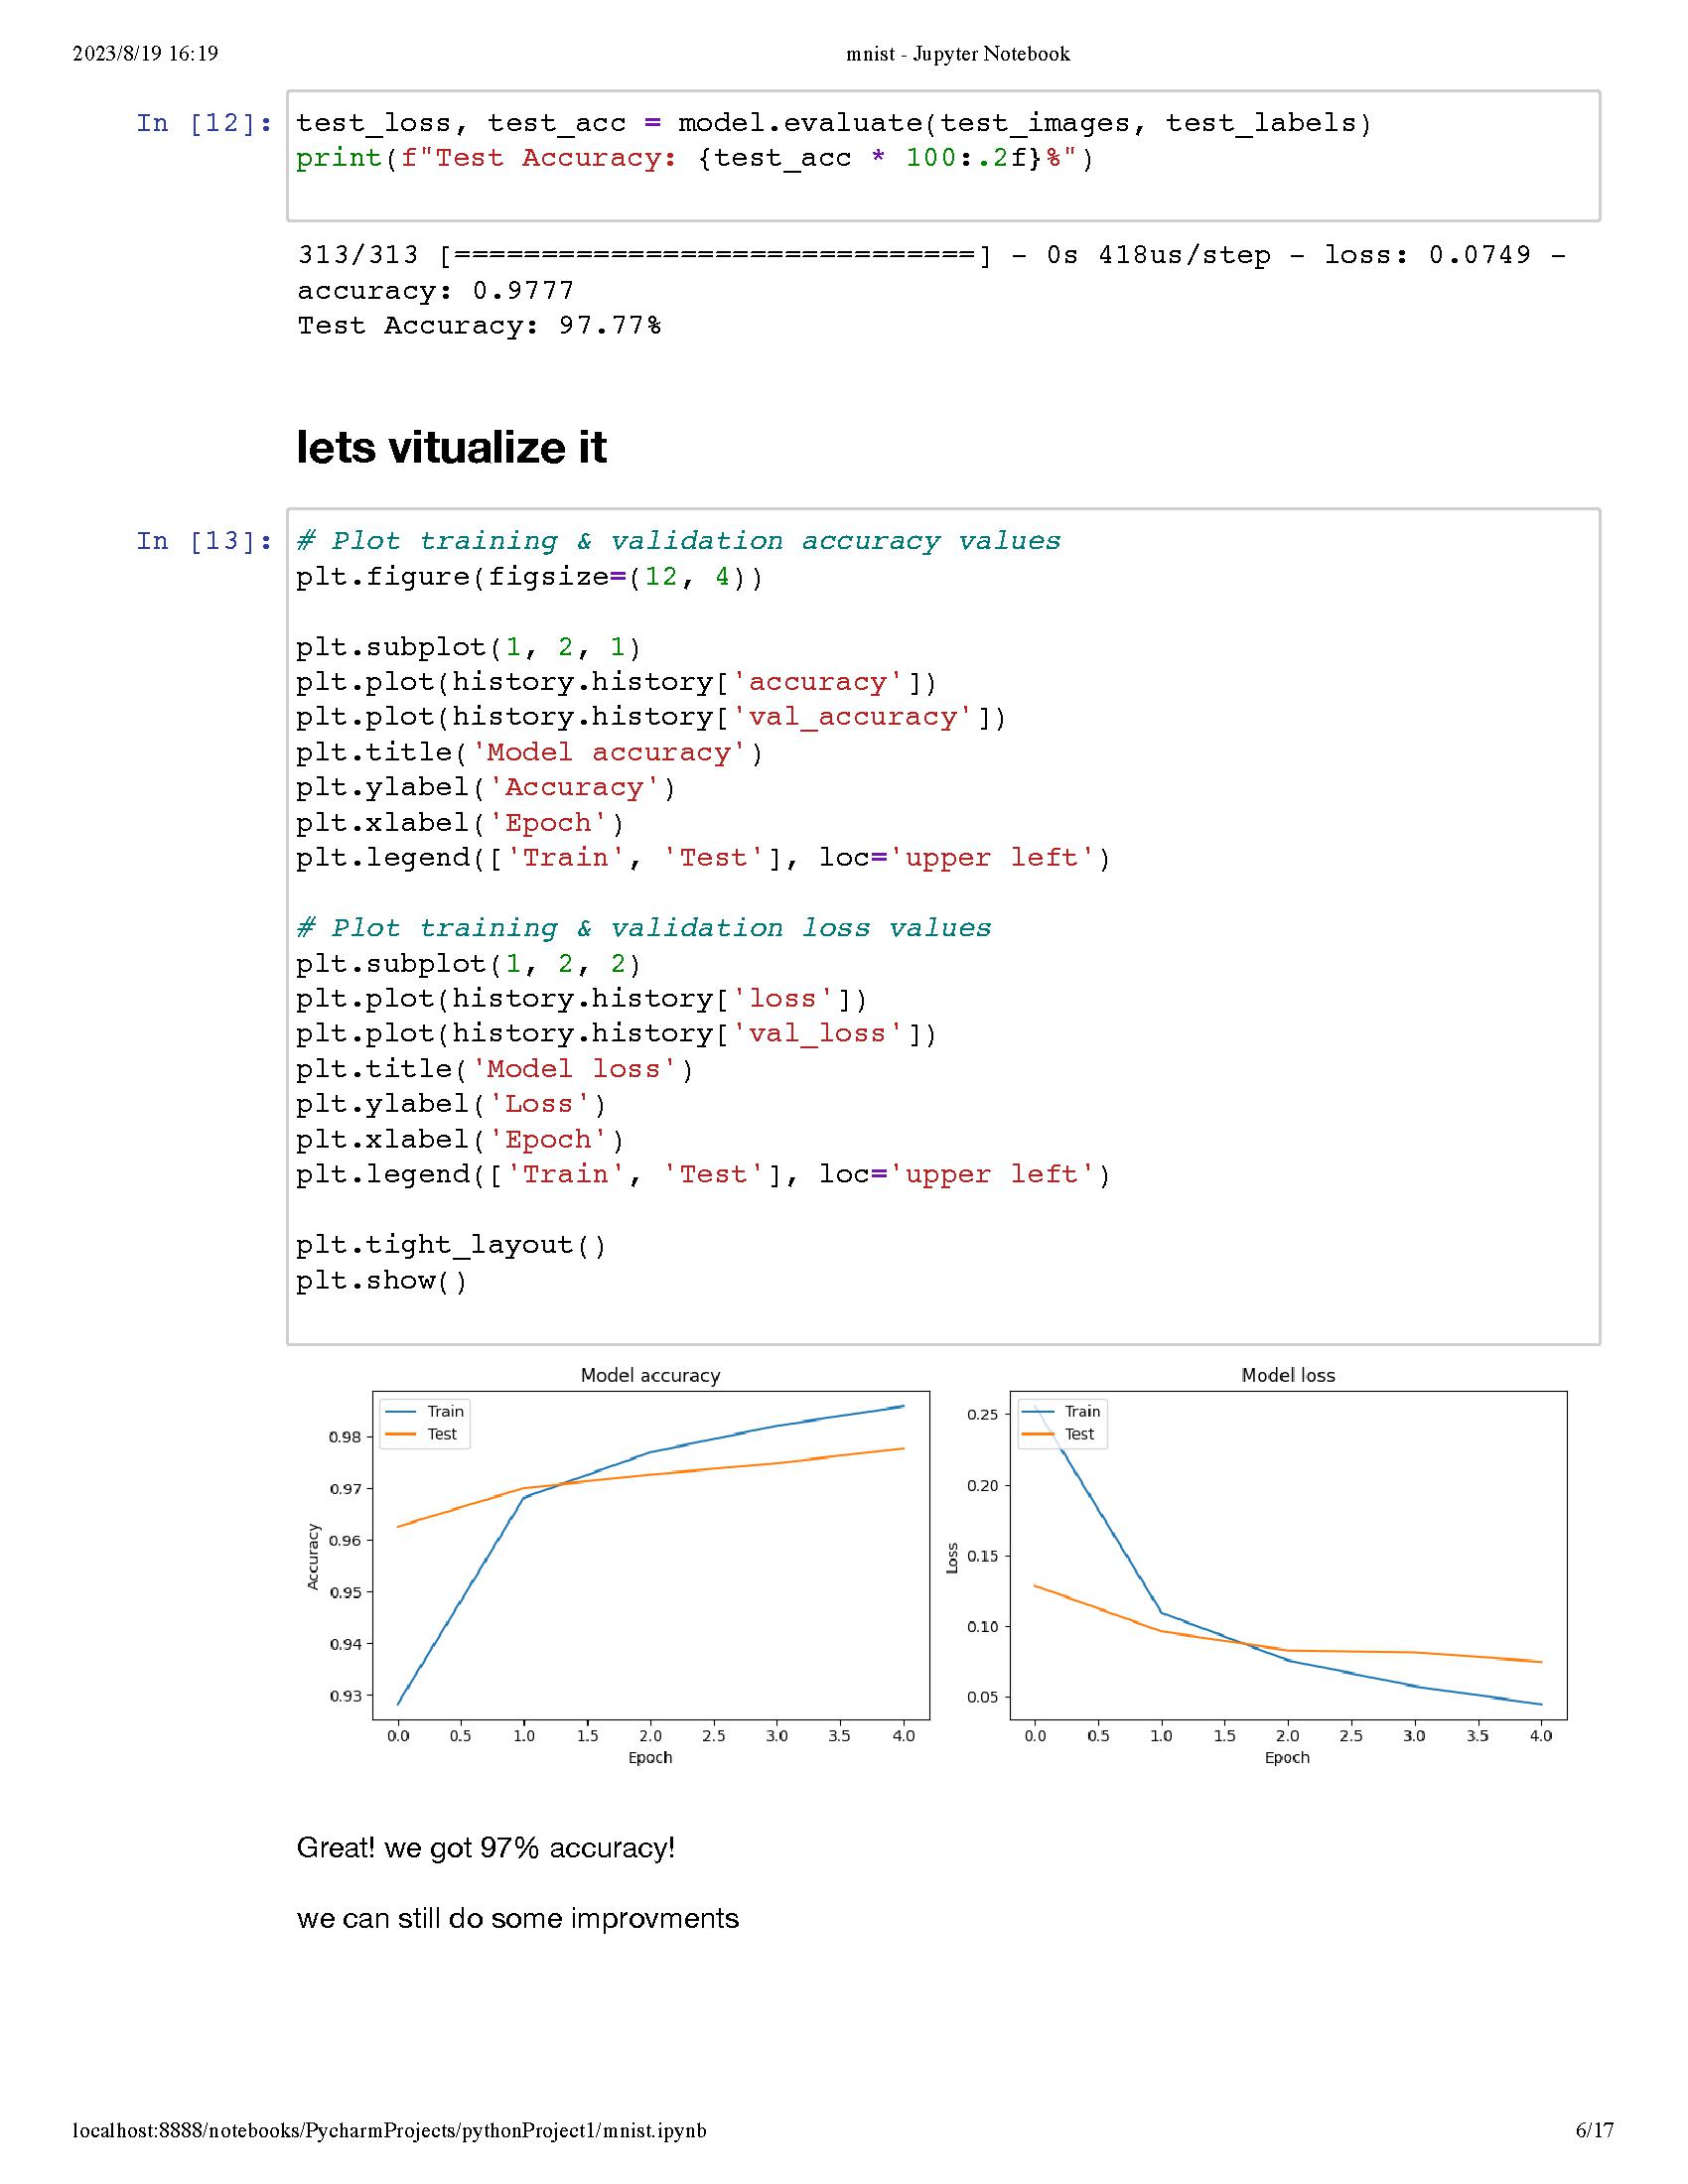 2023/8/19 16:19
mnist - Jupyter Notebook
In [12]:
test_loss, test_acc = model.evaluate(test_images, test_labels)
print(f"Test Accuracy: {test_acc * 100:.2f}%")
313/313 [==============================] - 0s 418us/step - loss: 0.0749 -
accuracy: 0.9777
Test Accuracy: 97.77%
lets vitualize it
In [13]:
# Plot training & validation accuracy values
plt.figure(figsize=(12, 4))
plt.subplot(1, 2, 1)
plt.plot(history.history['accuracy'])
plt.plot(history.history['val_accuracy'])
plt.title('Model accuracy')
plt.ylabel('Accuracy')
plt.xlabel('Epoch')
plt.legend(['Train', 'Test'], loc='upper left')
# Plot training & validation loss values
plt.subplot(1, 2, 2)
plt.plot(history.history['loss'])
plt.plot(history.history['val_loss'])
plt.title('Model loss')
plt.ylabel('Loss')
plt.xlabel('Epoch')
plt.legend(['Train', 'Test'], loc='upper left')
plt.tight_layout()
plt.show()
Model accuracy
Train
Test
0.98
0.97
0.96
0.95
0.94
0.93
Accuracy
0.0 0.5 1.0 1.5 2.0 2.5 3.0 3.5 4.0
Epoch
Model loss
Train
Test
0.25
0.20
0.15
0.10
0.05
Loss
0.0 0.5 1.0 1.5 2.0 2.5 3.0 3.5 4.0
Epoch
Great! we got 97% accuracy!
we can still do some improvments
localhost:8888/notebooks/PycharmProjects/pythonProject1/mnist.ipynb
6/17